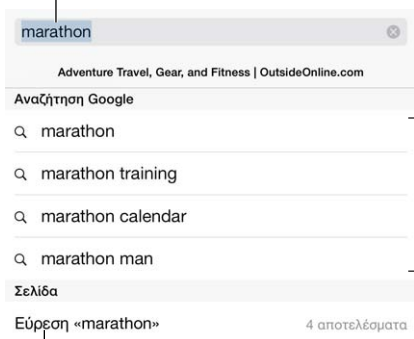 marathon
Adventure Travel, Gear, and Fitness | OutsideOnline.com
Αναζήτηση Google
marathon
marathon training
marathon calendar
marathon man
Σελίδα
Εύρεση «marathon» 4 αποτελέσματα